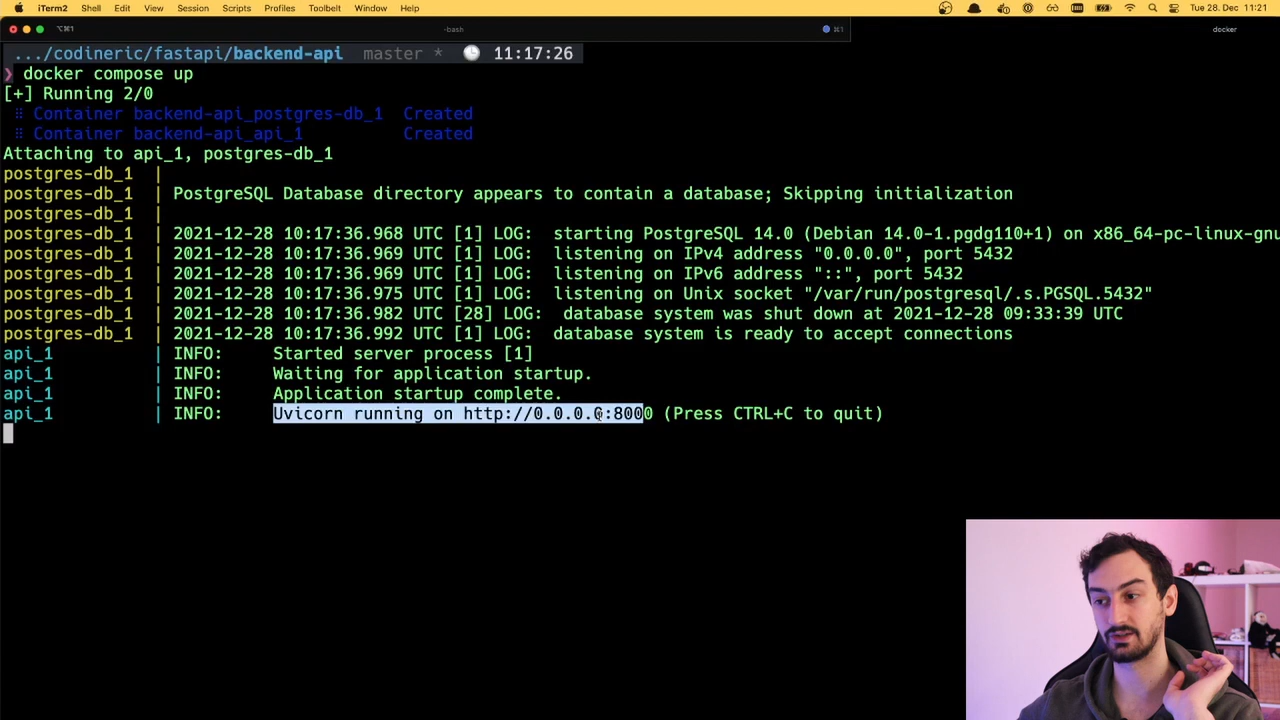 iTerm2 Shell Edit View Session Scripts Profiles Toolbelt Window Help Tue 28. Dec 11:21
⌥⌘1 -bash ⌘1 docker
.../codineric/fastapi/backend-api master * 11:17:26
❯ docker compose up
[+] Running 2/0
⠿ Container backend-api_postgres-db_1 Created
⠿ Container backend-api_api_1 Created
Attaching to api_1, postgres-db_1
postgres-db_1 |
postgres-db_1 | PostgreSQL Database directory appears to contain a database; Skipping initialization
postgres-db_1 |
postgres-db_1 | 2021-12-28 10:17:36.968 UTC [1] LOG: starting PostgreSQL 14.0 (Debian 14.0-1.pgdg110+1) on x86_64-pc-linux-gnu
postgres-db_1 | 2021-12-28 10:17:36.969 UTC [1] LOG: listening on IPv4 address "0.0.0.0", port 5432
postgres-db_1 | 2021-12-28 10:17:36.969 UTC [1] LOG: listening on IPv6 address "::", port 5432
postgres-db_1 | 2021-12-28 10:17:36.975 UTC [1] LOG: listening on Unix socket "/var/run/postgresql/.s.PGSQL.5432"
postgres-db_1 | 2021-12-28 10:17:36.982 UTC [28] LOG: database system was shut down at 2021-12-28 09:33:39 UTC
postgres-db_1 | 2021-12-28 10:17:36.992 UTC [1] LOG: database system is ready to accept connections
api_1 | INFO: Started server process [1]
api_1 | INFO: Waiting for application startup.
api_1 | INFO: Application startup complete.
api_1 | INFO: Uvicorn running on http://0.0.0.0:8000 (Press CTRL+C to quit)